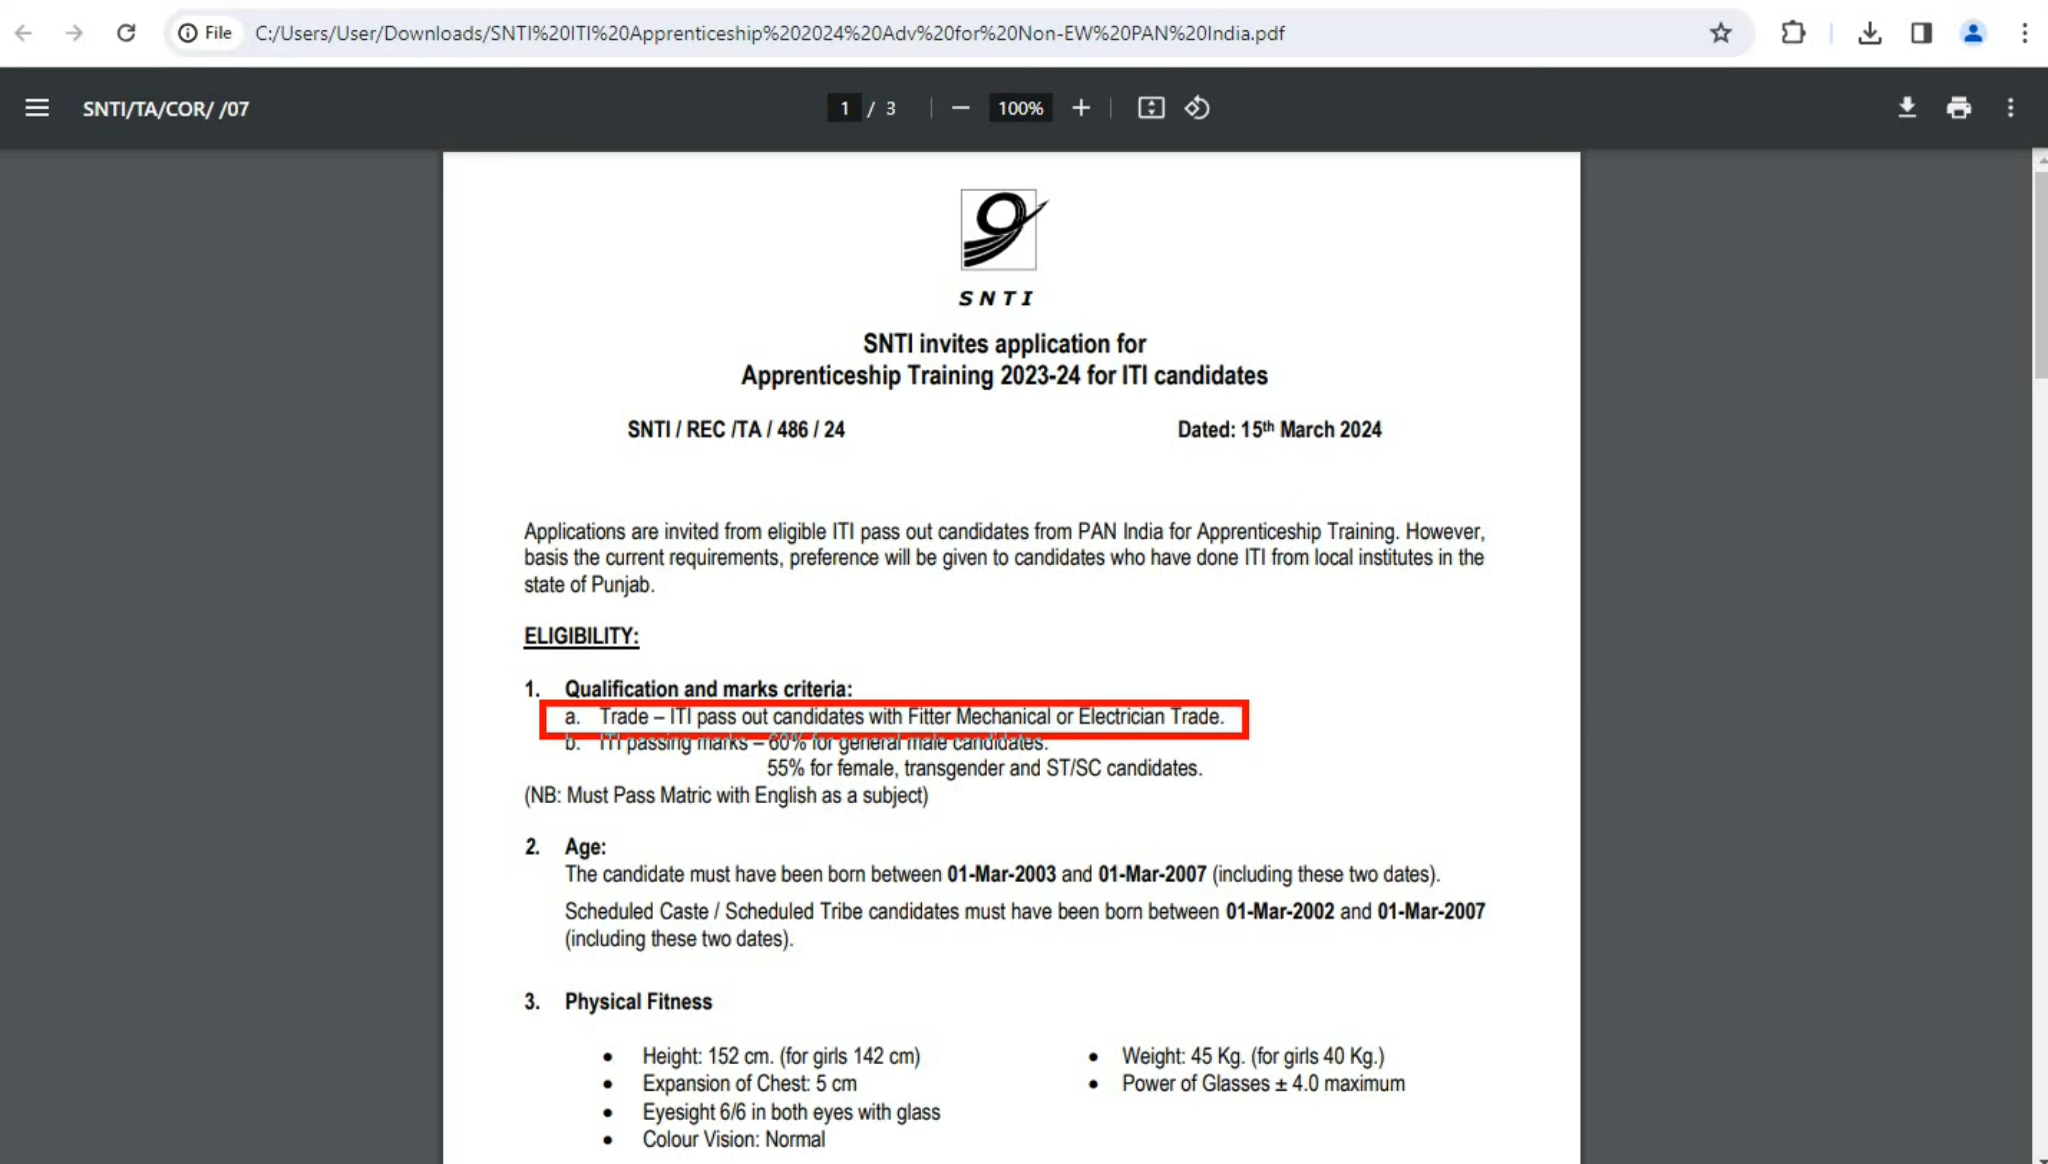 File C:/Users/User/Downloads/SNTI%20ITI%20Apprenticeship%202024%20Adv%20for%20Non-EW%20PAN%20India.pdf
SNTI/TA/COR/ /07 1 / 3 100%
SNTI
SNTI invites application for
Apprenticeship Training 2023-24 for ITI candidates
SNTI / REC /TA / 486 / 24 Dated: 15th March 2024
Applications are invited from eligible ITI pass out candidates from PAN India for Apprenticeship Training. However,
basis the current requirements, preference will be given to candidates who have done ITI from local institutes in the
state of Punjab.
ELIGIBILITY:
1. Qualification and marks criteria:
a. Trade – ITI pass out candidates with Fitter Mechanical or Electrician Trade.
b. ITI passing marks – 60% for general male candidates.
55% for female, transgender and ST/SC candidates.
(NB: Must Pass Matric with English as a subject)
2. Age:
The candidate must have been born between 01-Mar-2003 and 01-Mar-2007 (including these two dates).
Scheduled Caste / Scheduled Tribe candidates must have been born between 01-Mar-2002 and 01-Mar-2007
(including these two dates).
3. Physical Fitness
• Height: 152 cm. (for girls 142 cm) • Weight: 45 Kg. (for girls 40 Kg.)
• Expansion of Chest: 5 cm • Power of Glasses ± 4.0 maximum
• Eyesight 6/6 in both eyes with glass
• Colour Vision: Normal